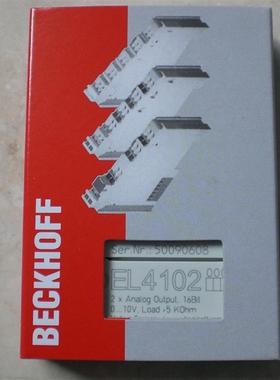 BECKHOFF
Ser.Nr: 50090608
EL4102
2 x Analog Output, 16Bit
0...10V, Load >5 KOhm